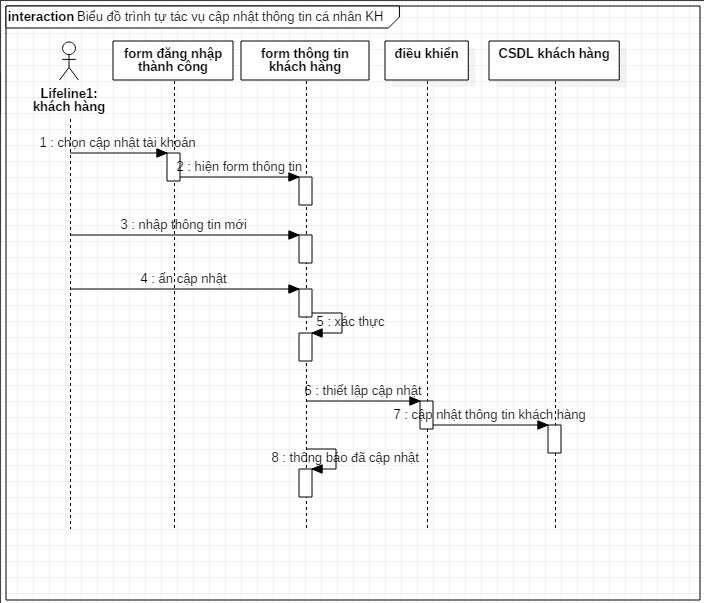 interaction Biểu đồ trình tự tác vụ cập nhật thông tin cá nhân KH
form đăng nhập
thành công
form thông tin
khách hàng
điều khiển
CSDL khách hàng
Lifeline1:
khách hàng
1 : chọn cập nhật tài khoản
2 : hiện form thông tin
3 : nhập thông tin mới
4 : ấn cập nhật
5 : xác thực
6 : thiết lập cập nhật
7 : cập nhật thông tin khách hàng
8 : thông báo đã cập nhật